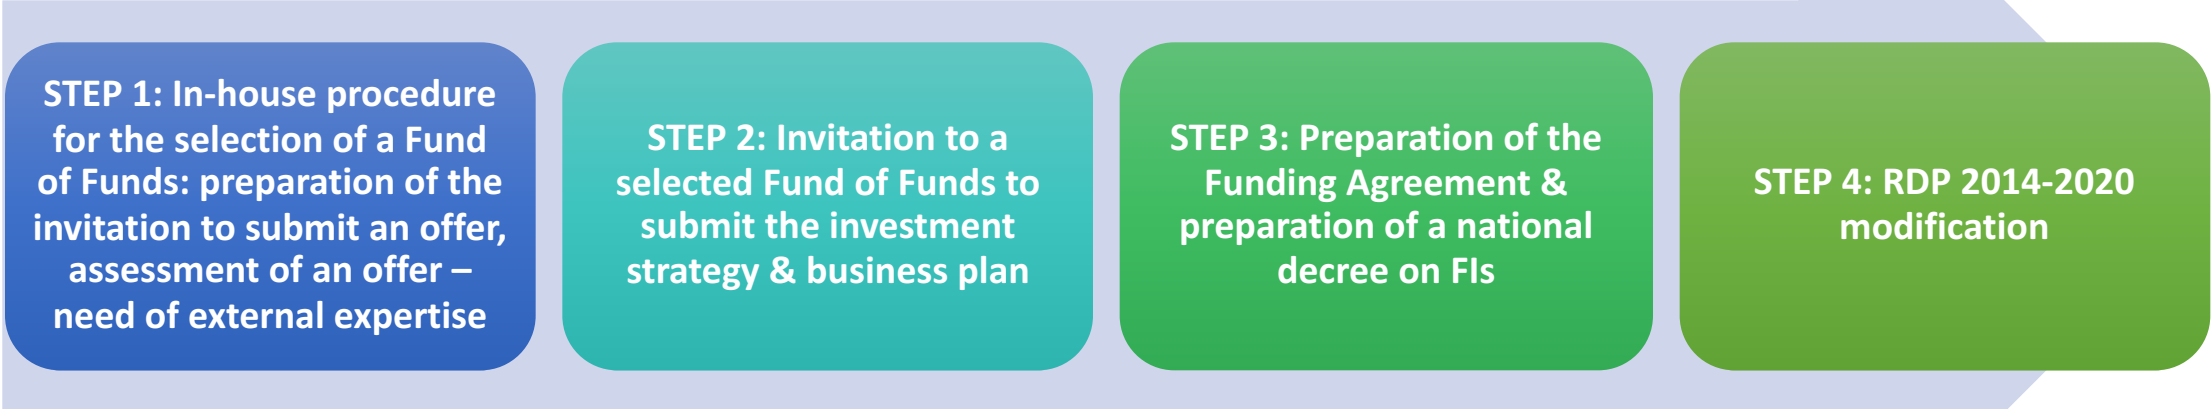 STEP 1: In-house procedure
for the selection of a Fund
of Funds: preparation of the
invitation to submit an offer,
assessment of an offer –
need of external expertise
STEP 2: Invitation to a
selected Fund of Funds to
submit the investment
strategy & business plan
STEP 3: Preparation of the
Funding Agreement &
preparation of a national
decree on FIs
STEP 4: RDP 2014-2020
modification